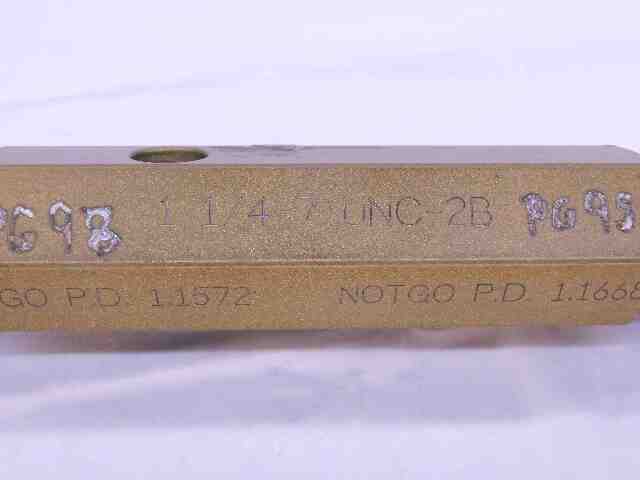 PG98 1 1/4-7 UNC-2B PG95
GO P.D. 1.1572 NOTGO P.D. 1.1668